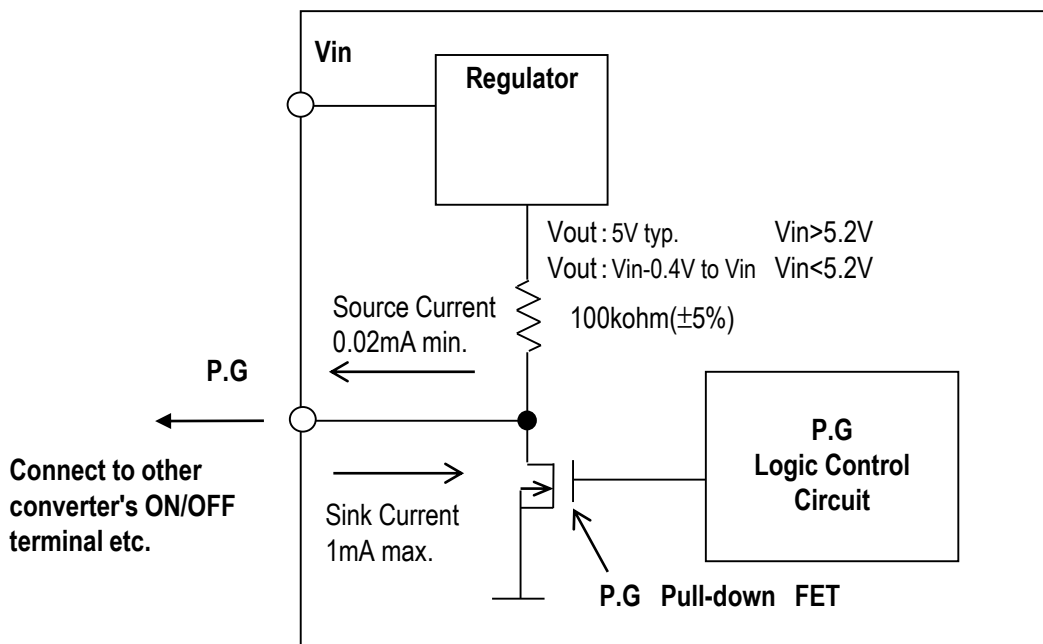 Vin
Regulator
Vout : 5V typ. Vin>5.2V
Vout : Vin-0.4V to Vin Vin<5.2V
100kohm(±5%)
Source Current
0.02mA min.
P.G
Connect to other
converter's ON/OFF
terminal etc.
Sink Current
1mA max.
P.G
Logic Control
Circuit
P.G Pull-down FET